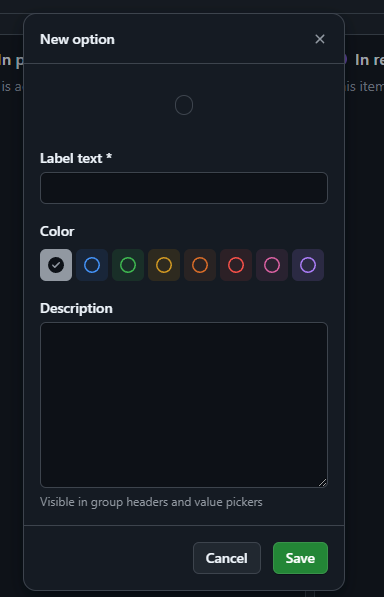 New option
In p
In re
is a
is item
Label text *
Color
Description
Visible in group headers and value pickers
Cancel
Save